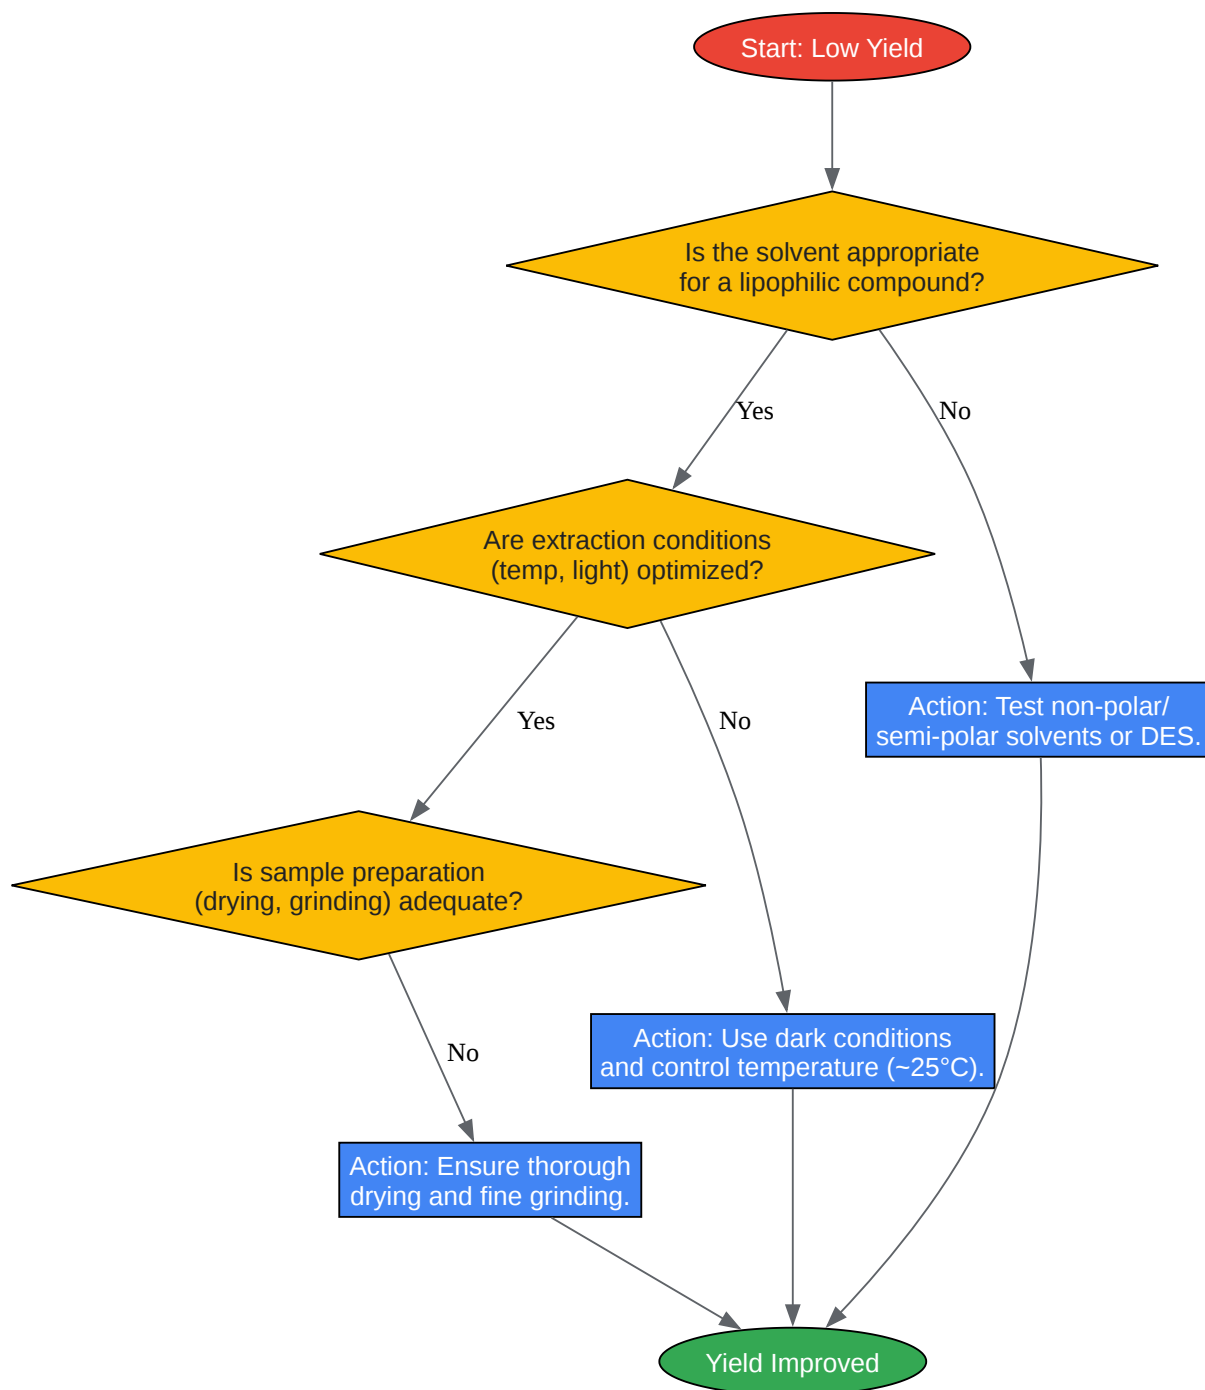 Start: Low Yield
Is the solvent appropriate
for a lipophilic compound?
Yes
No
Are extraction conditions
(temp, light) optimized?
Action: Test non-polar/
semi-polar solvents or DES.
Yes
No
Is sample preparation
(drying, grinding) adequate?
No
Action: Use dark conditions
and control temperature (~25°C).
Action: Ensure thorough
drying and fine grinding.
Yield Improved